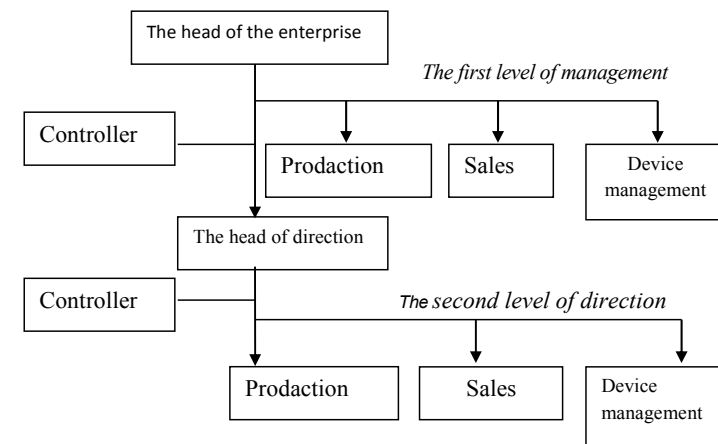 The head of the enterprise
The first level of management
Controller
Prodaction
Sales
Device
management
The head of direction
Controller
The second level of direction
Prodaction
Sales
Device
management